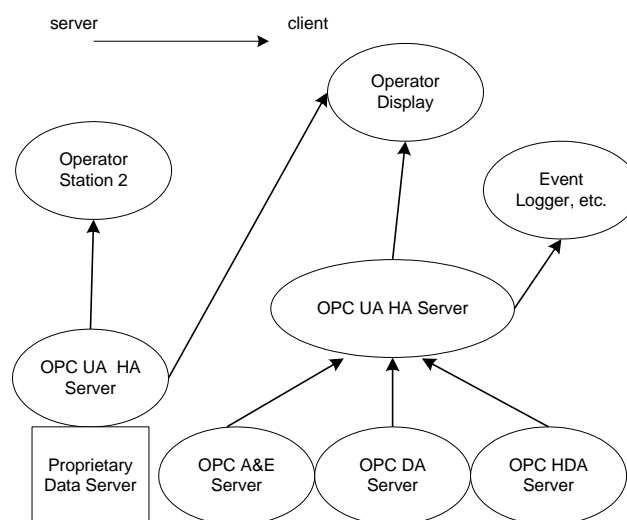 server
client
Operator
Display
Operator
Station 2
Event
Logger, etc.
OPC UA HA Server
OPC UA  HA
Server
Proprietary
Data Server
OPC A&E
Server
OPC DA
Server
OPC HDA
Server